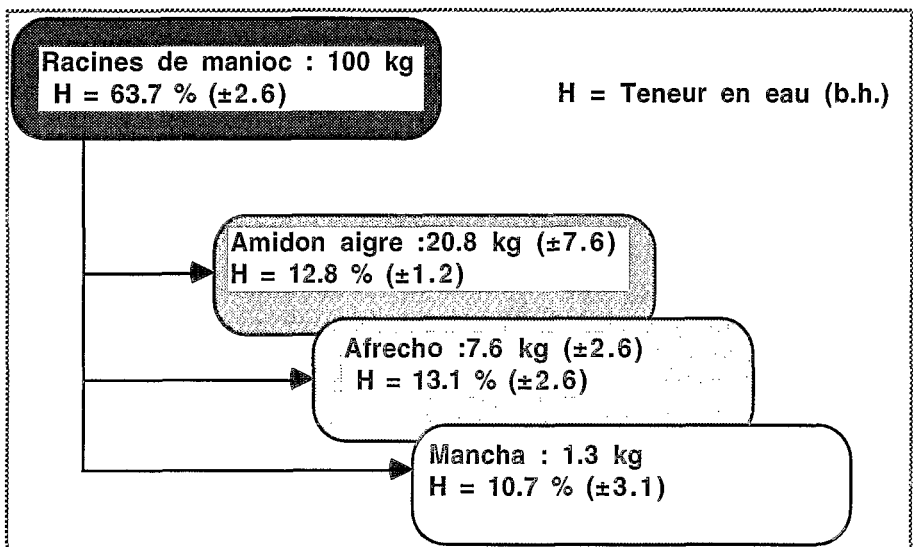 Racines de manioc : 100 kg
H = 63.7 % (±2.6)
H = Teneur en eau (b.h.)
Amidon aigre :20.8 kg (±7.6)
H = 12.8 % (±1.2)
Afrecho :7.6 kg (±2.6)
H = 13.1 % (±2.6)
Mancha : 1.3 kg
H = 10.7 % (±3.1)